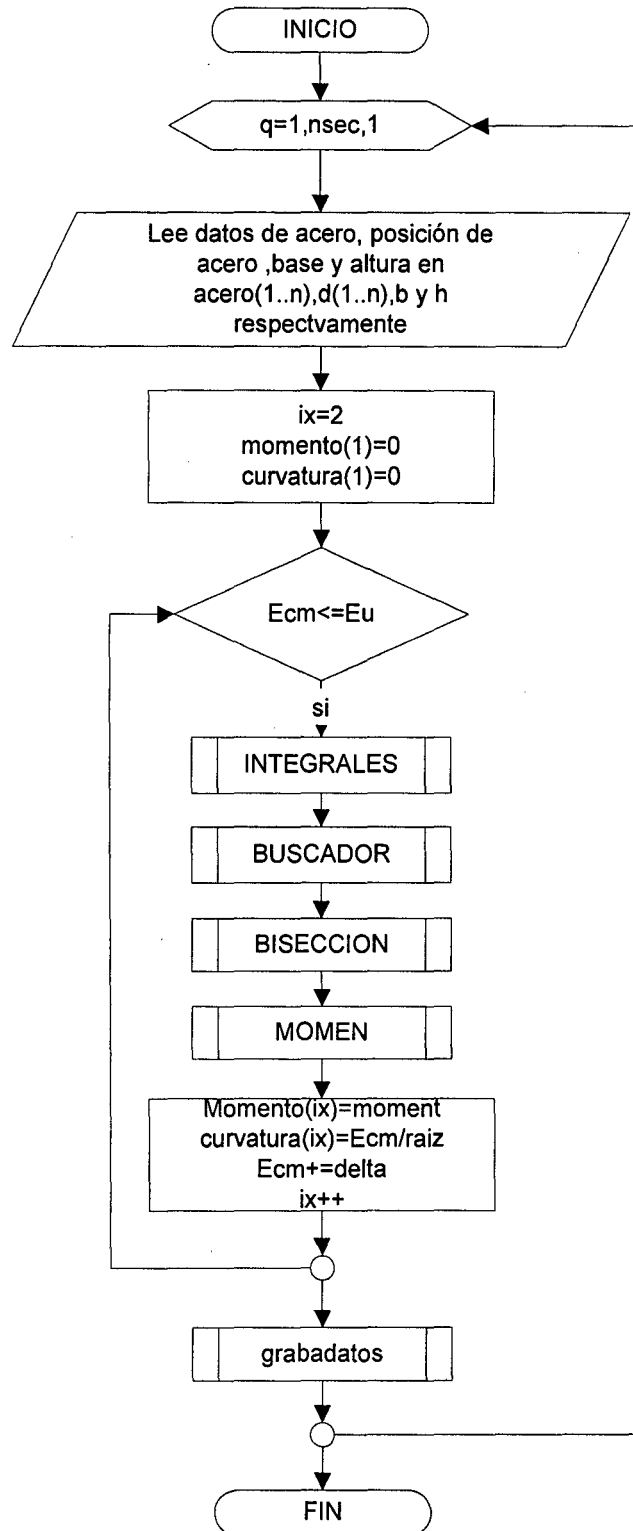 INICIO
q=1,nsec,1
Lee datos de acero, posición de
acero ,base y altura en
acero(1..n),d(1..n),b y h
respectvamente
ix=2
momento(1)=0
curvatura(1)=0
Ecm<=Eu
si
INTEGRALES
BUSCADOR
BISECCION
MOMEN
Momento(ix)=moment
curvatura(ix)=Ecm/raiz
Ecm+=delta
ix++
grabadatos
FIN